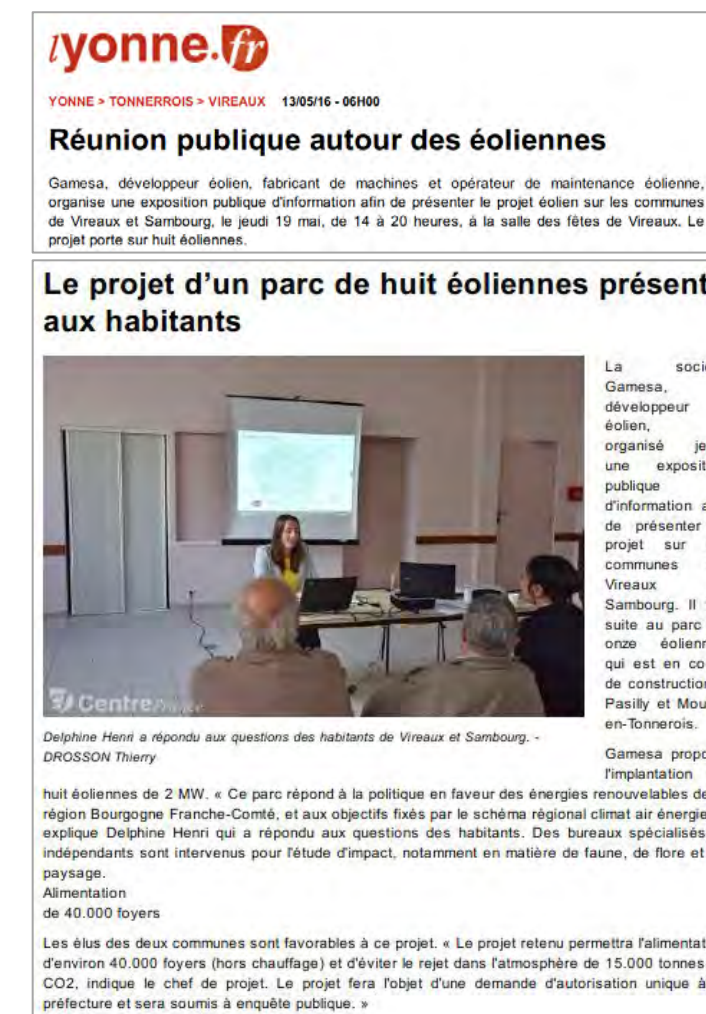 lyonne.fr
YONNE > TONNERROIS > VIREAUX 13/05/16 - 06H00
Réunion publique autour des éoliennes
Gamesa, développeur éolien, fabricant de machines et opérateur de maintenance éolienne,
organise une exposition publique d'information afin de présenter le projet éolien sur les communes
de Vireaux et Sambourg, le jeudi 19 mai, de 14 à 20 heures, à la salle des fêtes de Vireaux. Le
projet porte sur huit éoliennes.
Le projet d'un parc de huit éoliennes présent
aux habitants
La soci
Gamesa,
développeur
éolien,
organisé je
une exposit
publique
d'information a
de présenter
projet sur
communes
Vireaux
Sambourg. Il
suite au parc
onze éolienn
qui est en co
de construction
Pasilly et Mou
en-Tonnerois.
Gamesa propo
l'implantation
Centre
Delphine Henri a répondu aux questions des habitants de Vireaux et Sambourg. -
DROSSON Thierry
huit éoliennes de 2 MW. « Ce parc répond à la politique en faveur des énergies renouvelables de
région Bourgogne Franche-Comté, et aux objectifs fixés par le schéma régional climat air énergie
explique Delphine Henri qui a répondu aux questions des habitants. Des bureaux spécialisés
indépendants sont intervenus pour l'étude d'impact, notamment en matière de faune, de flore et
paysage.
Alimentation
de 40.000 foyers
Les élus des deux communes sont favorables à ce projet. « Le projet retenu permettra l'alimentat
d'environ 40.000 foyers (hors chauffage) et d'éviter le rejet dans l'atmosphère de 15.000 tonnes
CO2, indique le chef de projet. Le projet fera l'objet d'une demande d'autorisation unique à
préfecture et sera soumis à enquête publique. »